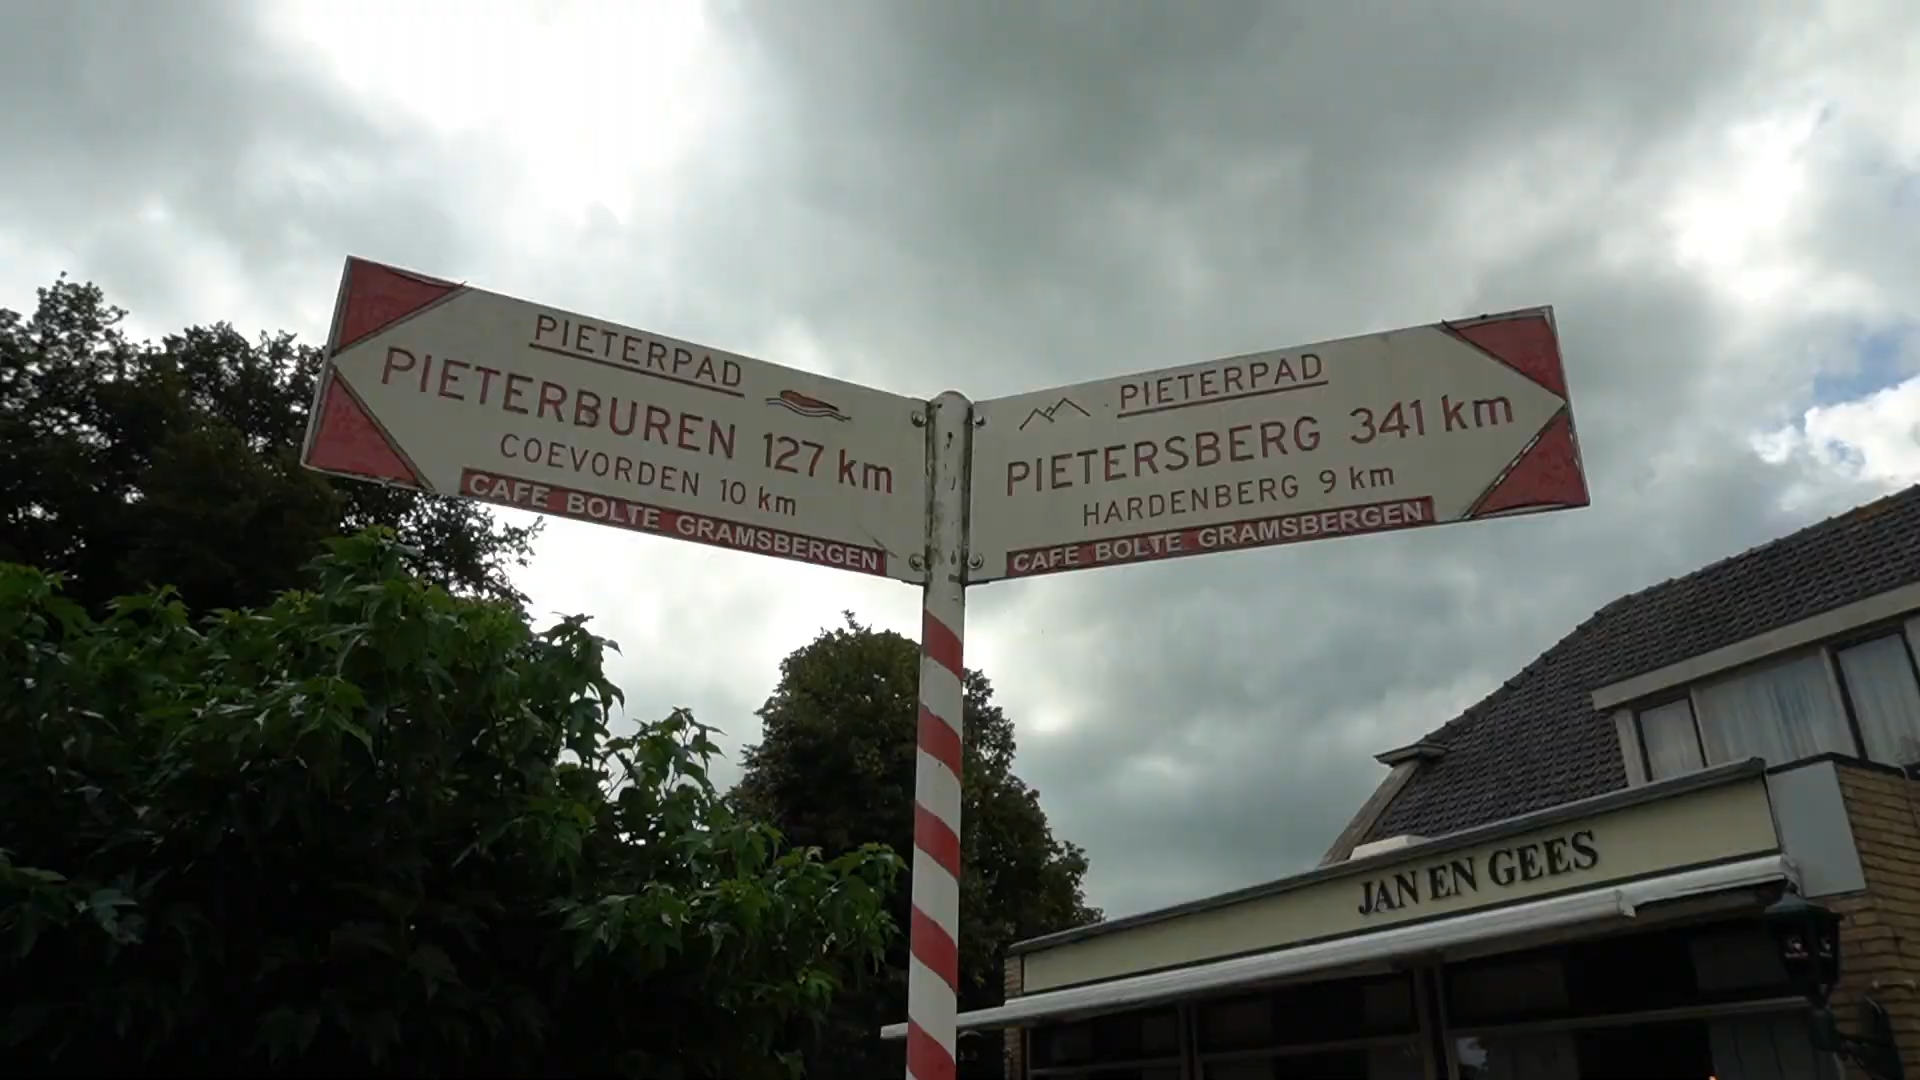 PIETERPAD
PIETERBUREN 127 km
COEVORDEN 10 km
CAFE BOLTE GRAMSBERGEN
PIETERPAD
PIETERSBERG 341 km
HARDENBERG 9 km
CAFE BOLTE GRAMSBERGEN
JAN EN GEES